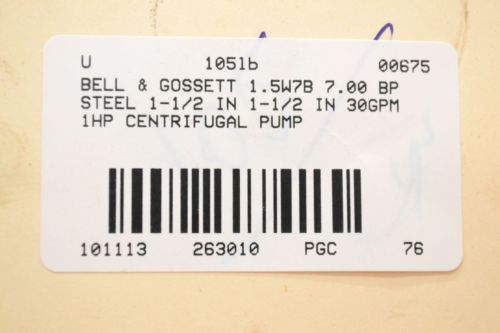 U 105lb 00675
BELL & GOSSETT 1.5W7B 7.00 BP
STEEL 1-1/2 IN 1-1/2 IN 30GPM
1HP CENTRIFUGAL PUMP
101113 263010 PGC 76